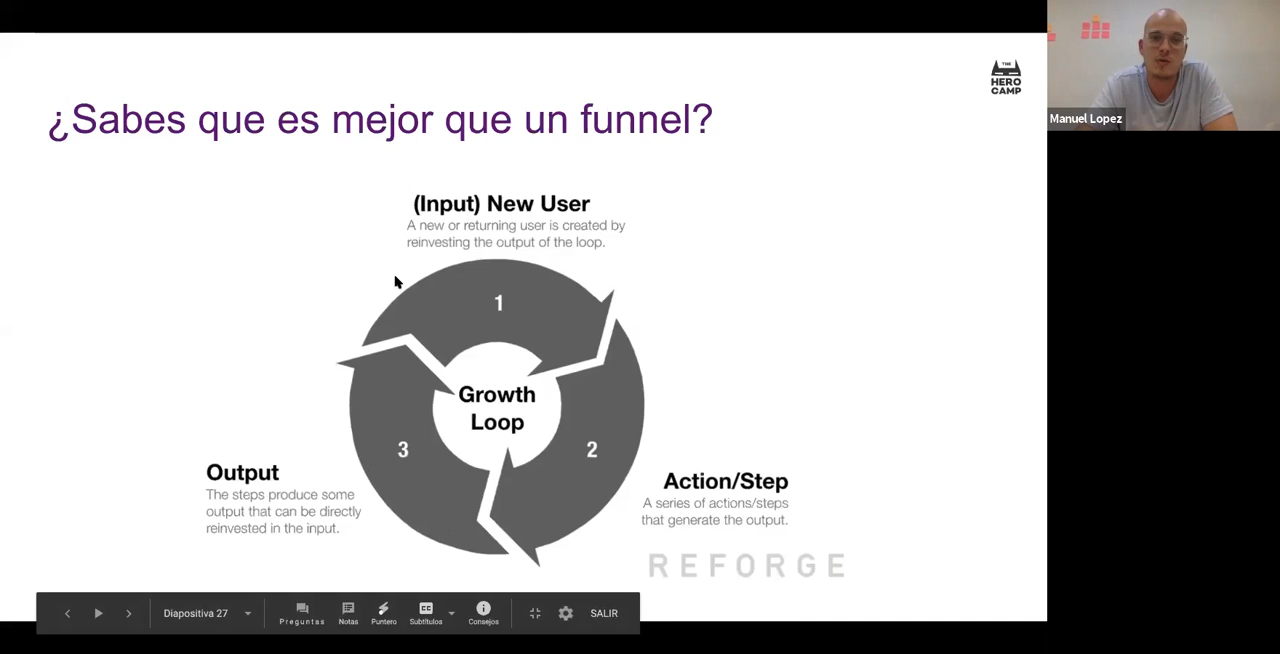 THE
HERO
CAMP
Manuel Lopez
¿Sabes que es mejor que un funnel?
(Input) New User
A new or returning user is created by
reinvesting the output of the loop.
1
Growth
Loop
3
2
Output
The steps produce some
output that can be directly
reinvested in the input.
Action/Step
A series of actions/steps
that generate the output.
REFORGE
Diapositiva 27
Preguntas
Notas
Puntero
CC
Subtítulos
Consejos
SALIR